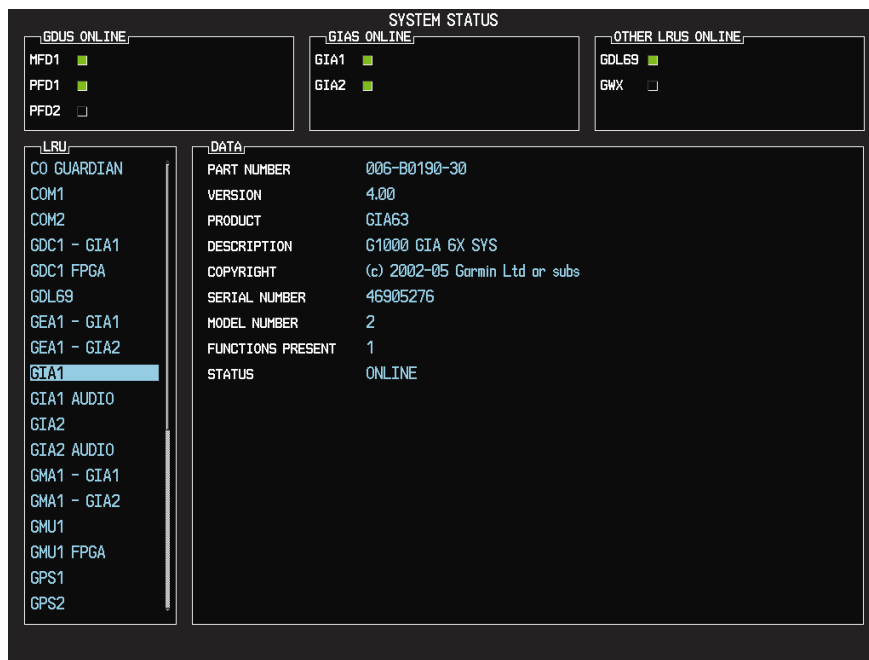 SYSTEM STATUS
GDUS ONLINE
MFD1
PFD1
PFD2
GIAS ONLINE
GIA1
GIA2
OTHER LRUS ONLINE
GDL69
GWX
LRU
CO GUARDIAN
COM1
COM2
GDC1 - GIA1
GDC1 FPGA
GDL69
GEA1 - GIA1
GEA1 - GIA2
GIA1
GIA1 AUDIO
GIA2
GIA2 AUDIO
GMA1 - GIA1
GMA1 - GIA2
GMU1
GMU1 FPGA
GPS1
GPS2
DATA
PART NUMBER 006-B0190-30
VERSION 4.00
PRODUCT GIA63
DESCRIPTION G1000 GIA 6X SYS
COPYRIGHT (c) 2002-05 Garmin Ltd or subs
SERIAL NUMBER 46905276
MODEL NUMBER 2
FUNCTIONS PRESENT 1
STATUS ONLINE